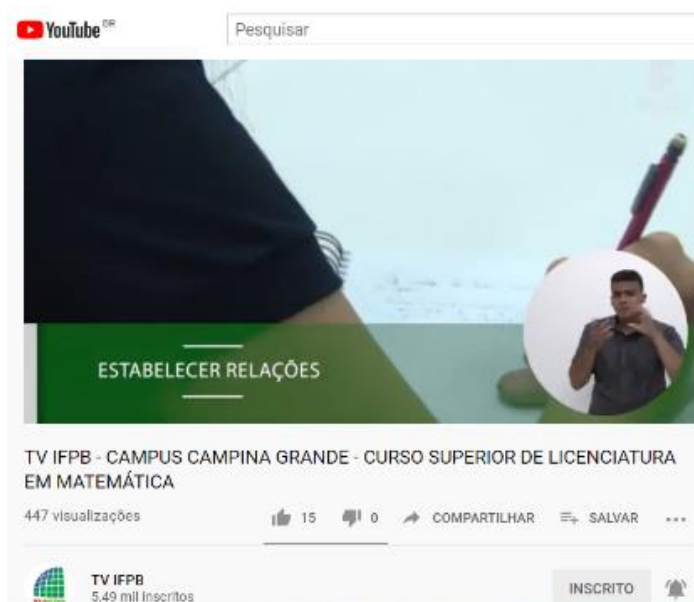 YouTube BR
Pesquisar
ESTABELECER RELAÇÕES
TV IFPB - CAMPUS CAMPINA GRANDE - CURSO SUPERIOR DE LICENCIATURA
EM MATEMÁTICA
447 visualizações 15 0 COMPARTILHAR SALVAR
TV IFPB
5,49 mil inscritos
INSCRITO